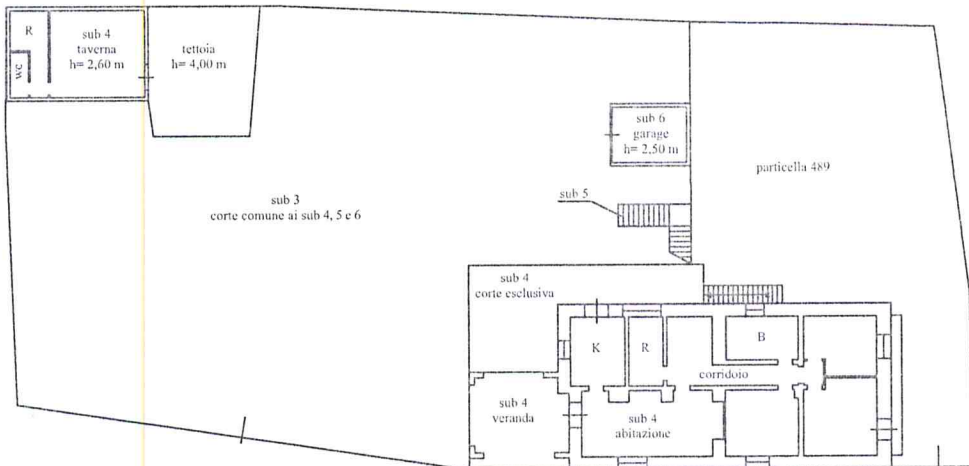 R
sub 4
taverna
h= 2,60 m
wc
tettoia
h= 4,00 m
sub 6
garage
h= 2,50 m
particella 489
sub 5
sub 3
corte comune ai sub 4, 5 e 6
sub 4
corte esclusiva
K
R
B
corridoio
sub 4
veranda
sub 4
abitazione